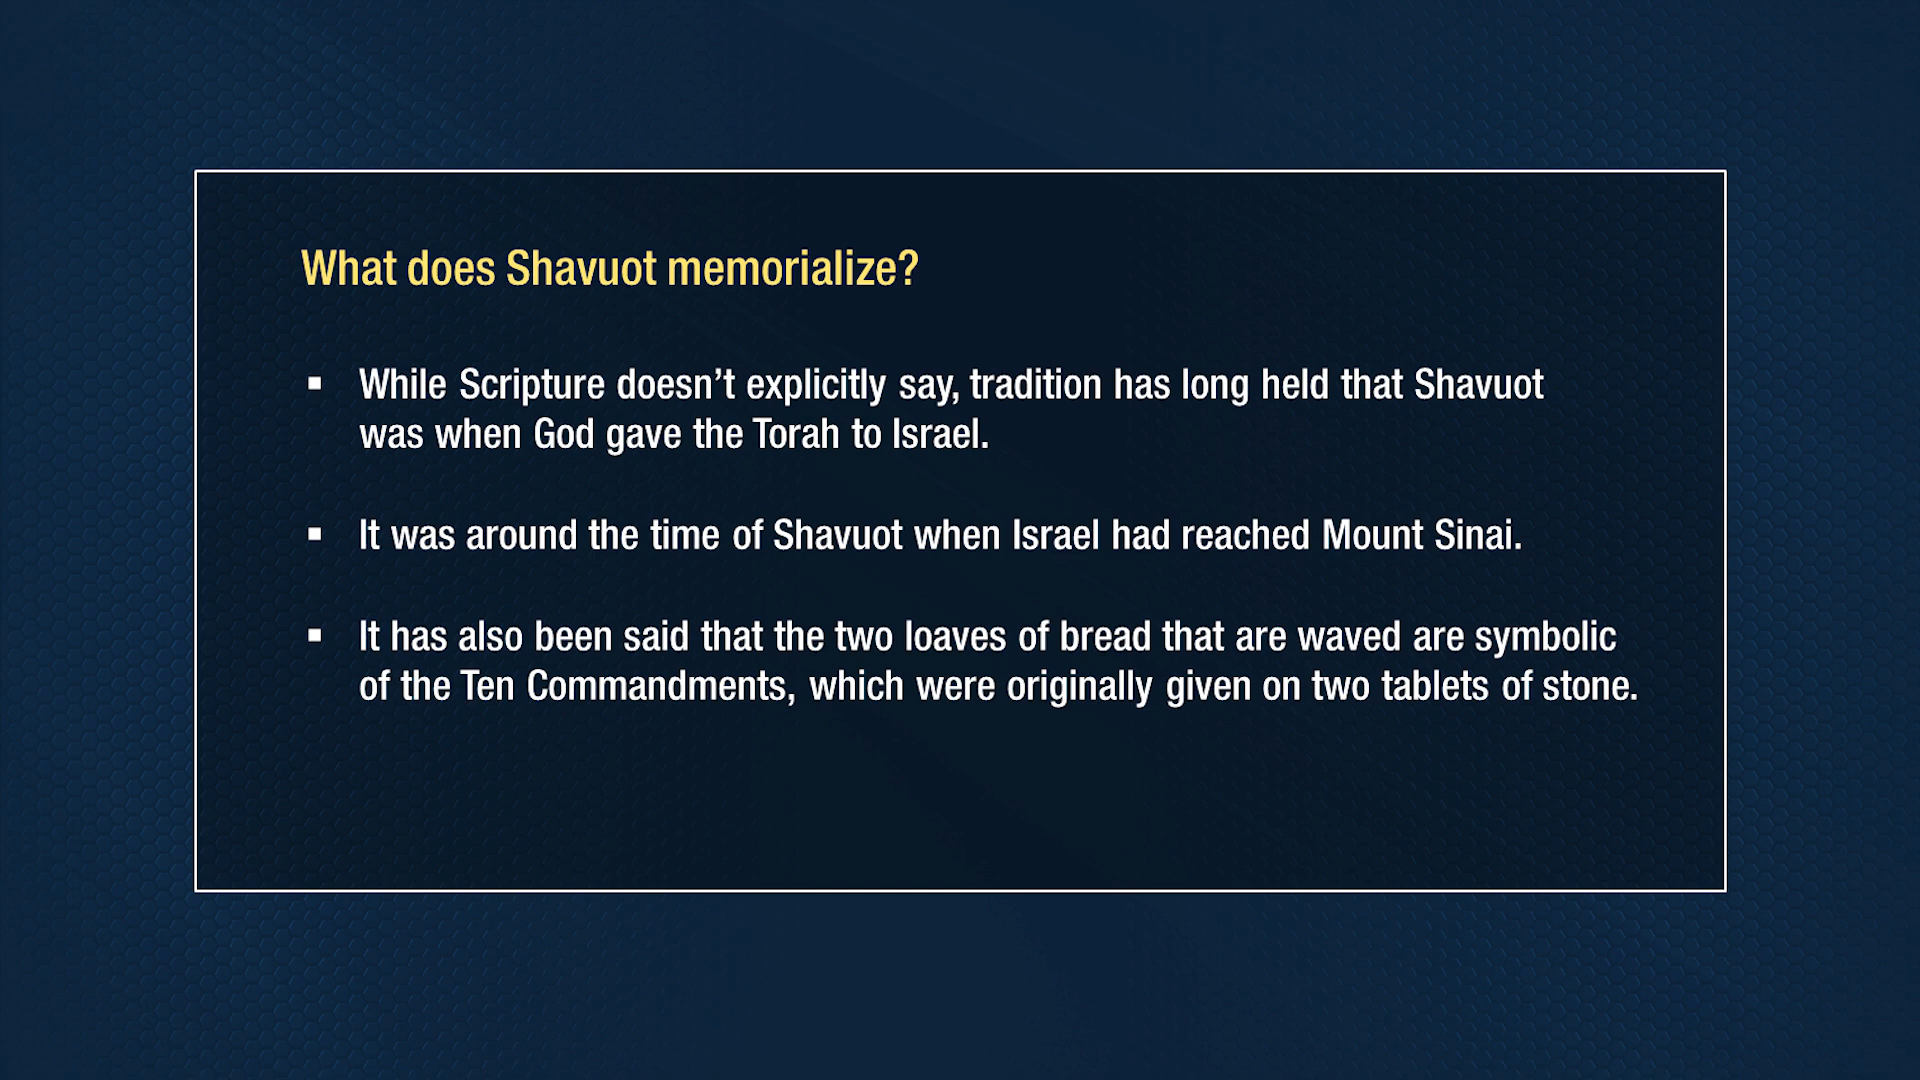 What does Shavuot memorialize?
▪ While Scripture doesn’t explicitly say, tradition has long held that Shavuot
was when God gave the Torah to Israel.
▪ It was around the time of Shavuot when Israel had reached Mount Sinai.
▪ It has also been said that the two loaves of bread that are waved are symbolic
of the Ten Commandments, which were originally given on two tablets of stone.